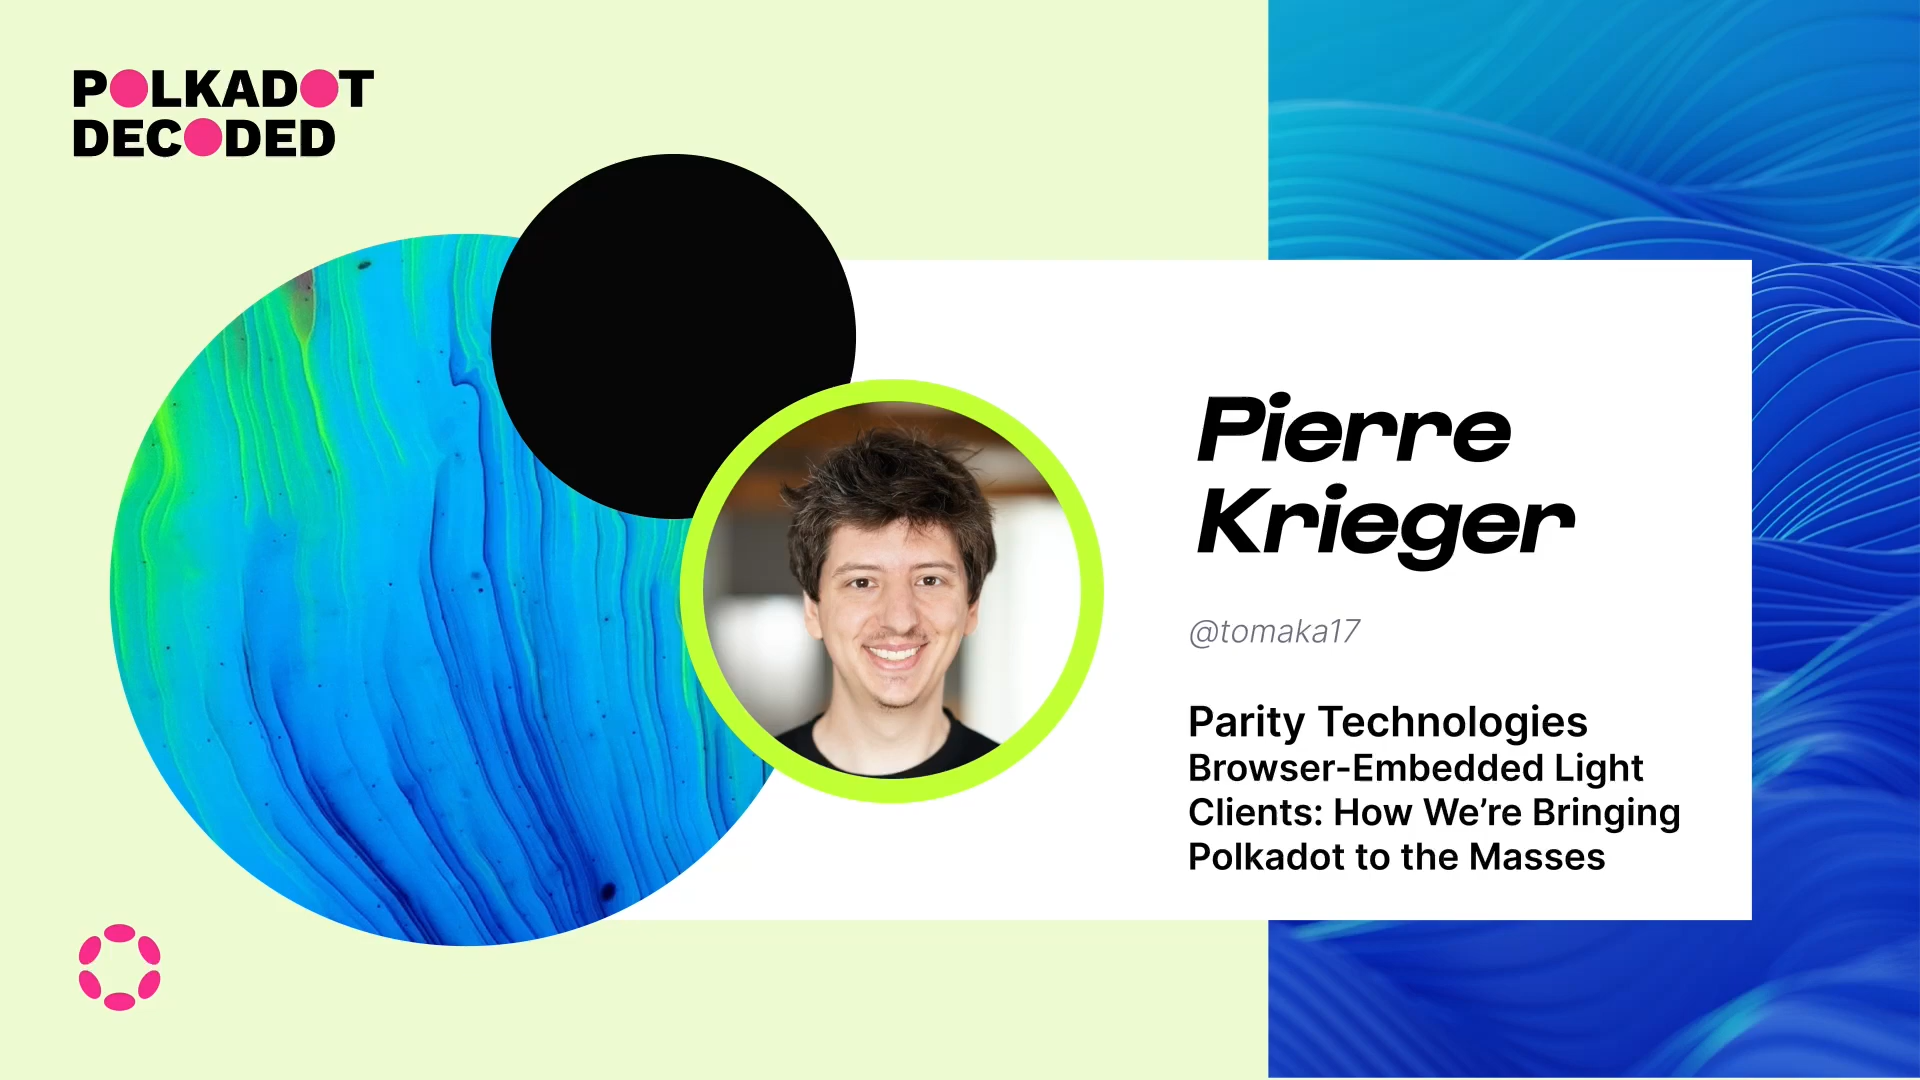 POLKADOT
DECODED
Pierre
Krieger
@tomaka17
Parity Technologies
Browser-Embedded Light
Clients: How We’re Bringing
Polkadot to the Masses